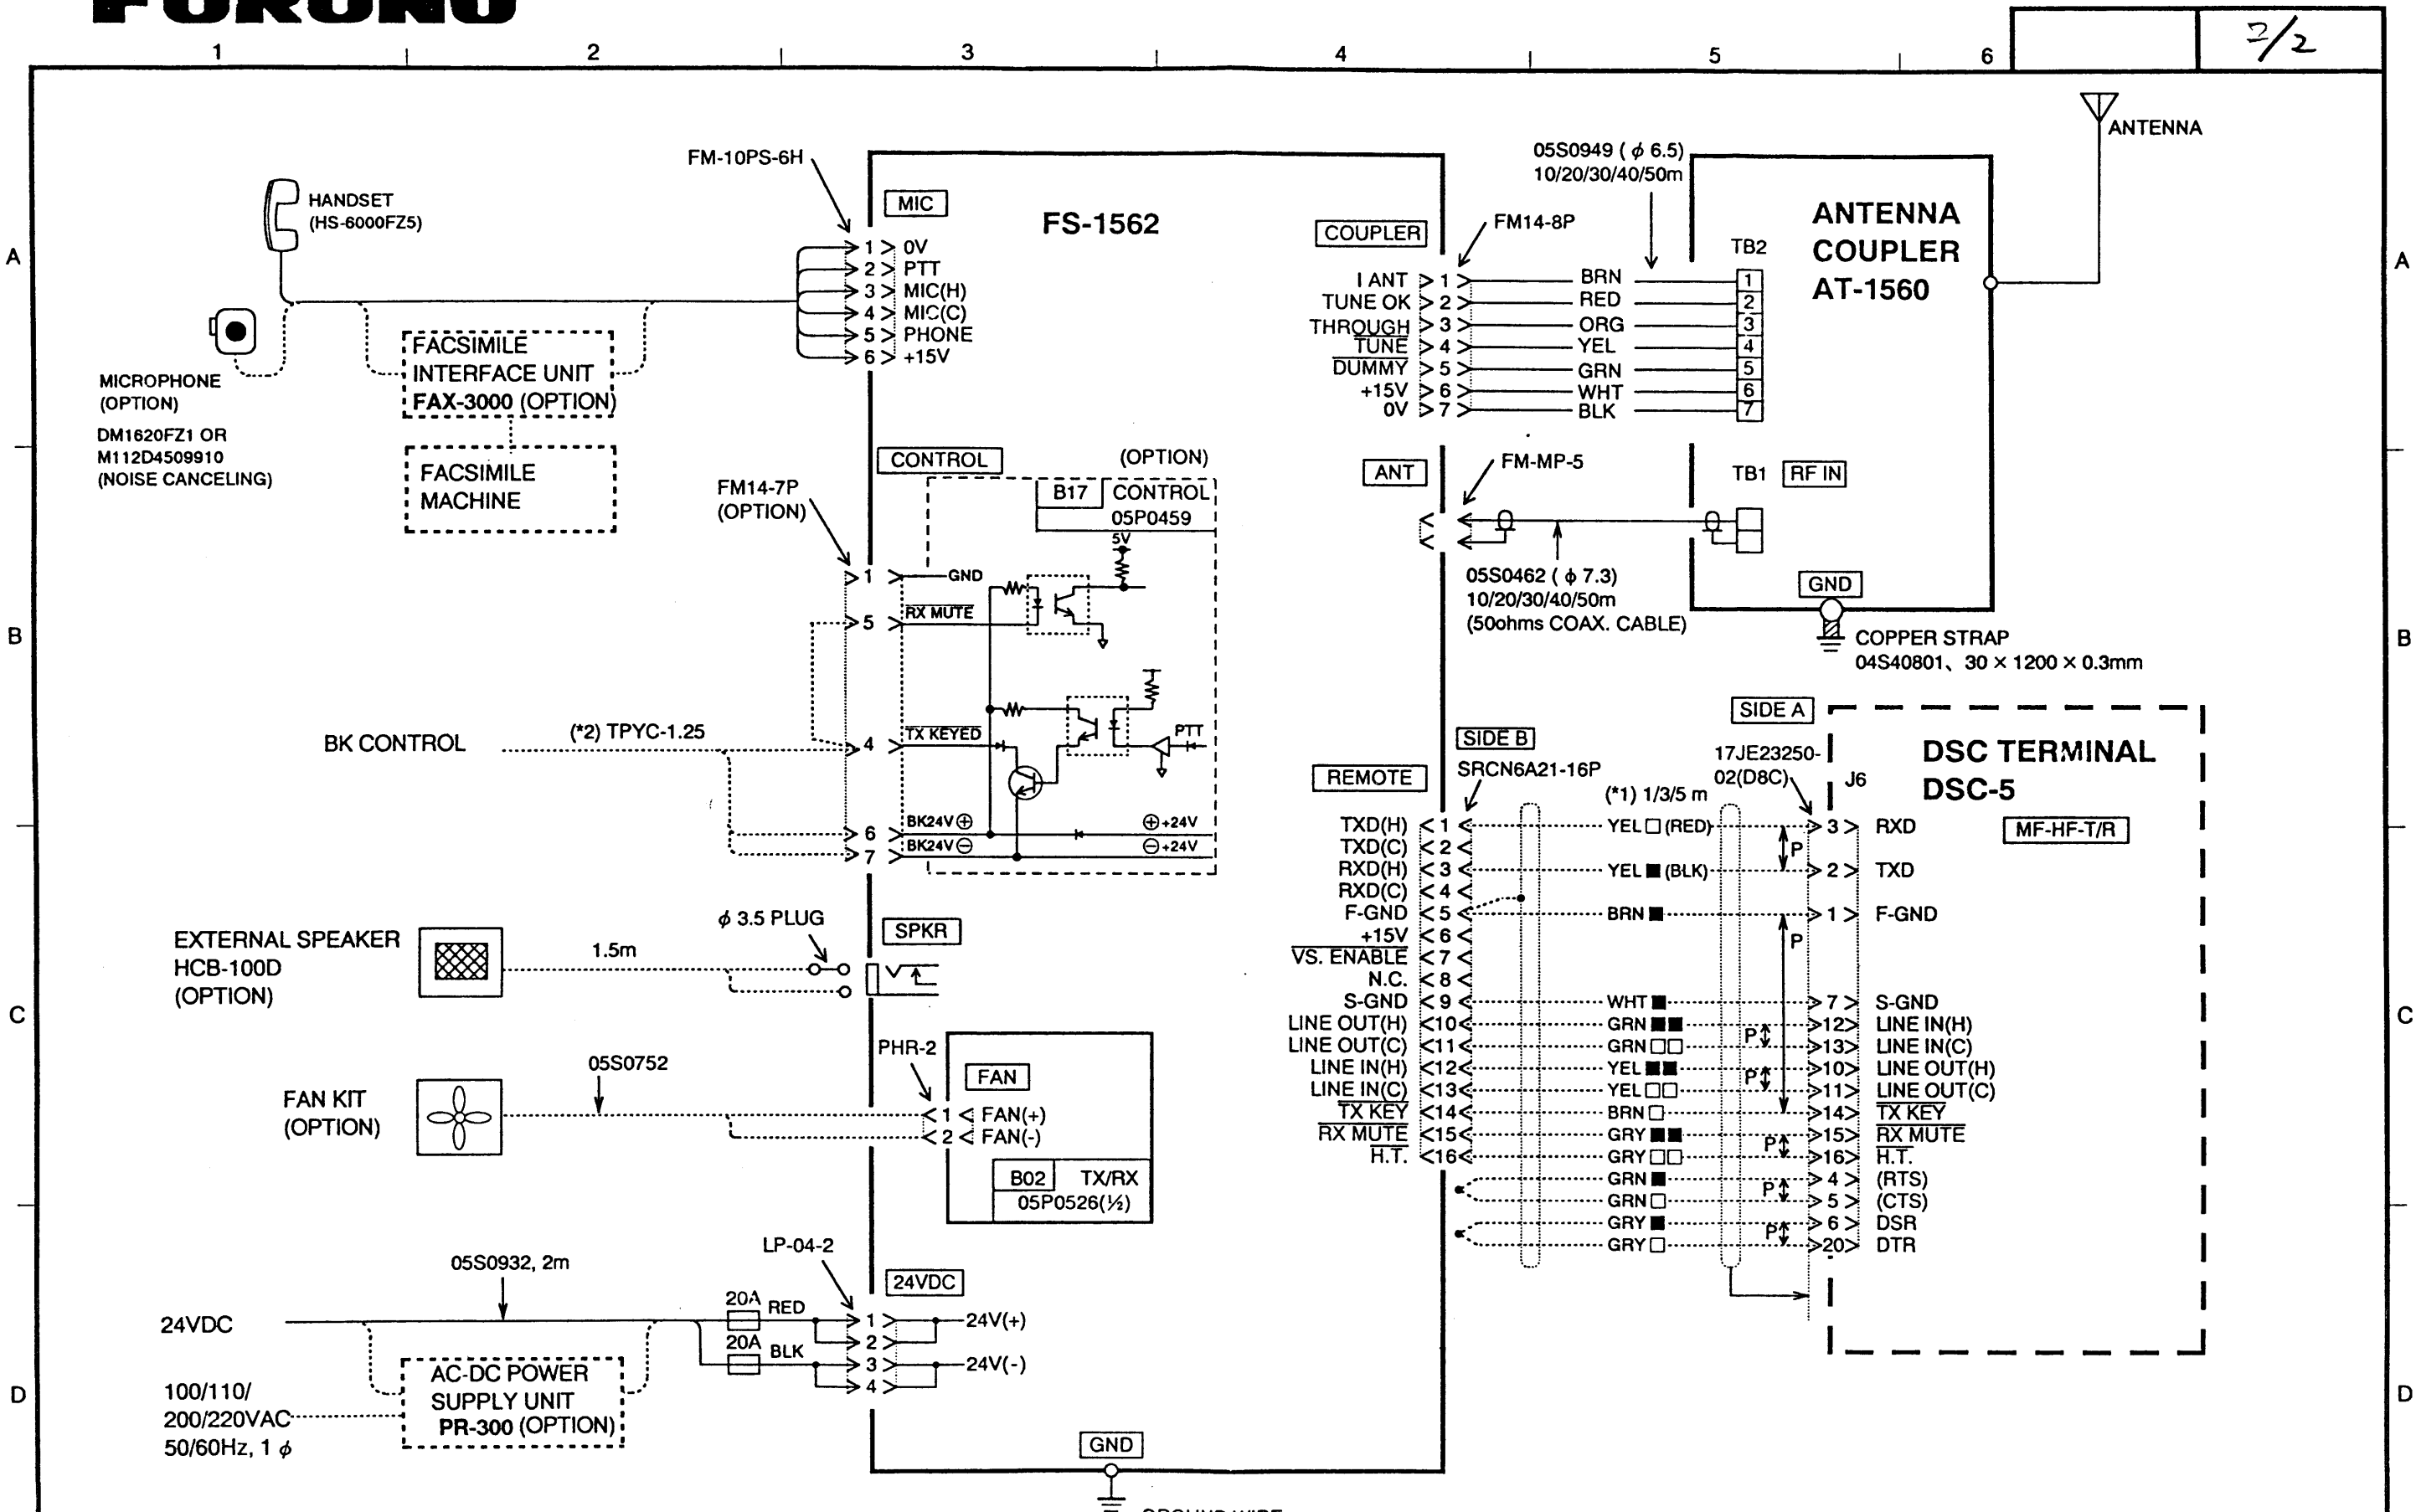 FURUNO
1 2 3 4 5 6
2/2
A
B
C
D
A
B
C
D
ANTENNA
HANDSET
(HS-6000FZ5)
MICROPHONE
(OPTION)
DM1620FZ1 OR
M112D4509910
(NOISE CANCELING)
FACSIMILE
INTERFACE UNIT
FAX-3000 (OPTION)
FACSIMILE
MACHINE
FM-10PS-6H
MIC
1 0V
2 PTT
3 MIC(H)
4 MIC(C)
5 PHONE
6 +15V
FS-1562
COUPLER
FM14-8P
05S0949 ( φ 6.5)
10/20/30/40/50m
I ANT 1 BRN 1
TUNE OK 2 RED 2
THROUGH 3 ORG 3
TUNE 4 YEL 4
DUMMY 5 GRN 5
+15V 6 WHT 6
0V 7 BLK 7
TB2
ANTENNA
COUPLER
AT-1560
ANT
FM-MP-5
TB1 RF IN
05S0462 ( φ 7.3)
10/20/30/40/50m
(50ohms COAX. CABLE)
GND
COPPER STRAP
04S40801、30 × 1200 × 0.3mm
FM14-7P
(OPTION)
CONTROL
(OPTION)
B17 CONTROL
05P0459
5V
1 GND
5 RX MUTE
4 TX KEYED
PTT
6 BK24V ⊕ ⊕+24V
7 BK24V ⊖ ⊖+24V
BK CONTROL
(*2) TPYC-1.25
EXTERNAL SPEAKER
HCB-100D
(OPTION)
1.5m
φ 3.5 PLUG
SPKR
FAN KIT
(OPTION)
05S0752
PHR-2
FAN
1 FAN(+)
2 FAN(-)
B02 TX/RX
05P0526(½)
24VDC
05S0932, 2m
20A RED
20A BLK
LP-04-2
24VDC
1 24V(+)
2
3 24V(-)
4
100/110/
200/220VAC
50/60Hz, 1 φ
AC-DC POWER
SUPPLY UNIT
PR-300 (OPTION)
GND
GROUND WIRE
REMOTE
SIDE B
SRCN6A21-16P
(*1) 1/3/5 m
SIDE A
17JE23250-
02(D8C)
J6
DSC TERMINAL
DSC-5
MF-HF-T/R
TXD(H) 1 YEL □ (RED) 3 RXD
TXD(C) 2 P
RXD(H) 3 YEL ■ (BLK) 2 TXD
RXD(C) 4
F-GND 5 BRN ■ 1 F-GND
+15V 6 P
VS. ENABLE 7
N.C. 8
S-GND 9 WHT ■ 7 S-GND
LINE OUT(H) 10 GRN ■■ 12 LINE IN(H)
P
LINE OUT(C) 11 GRN □□ 13 LINE IN(C)
LINE IN(H) 12 YEL ■■ 10 LINE OUT(H)
P
LINE IN(C) 13 YEL □□ 11 LINE OUT(C)
TX KEY 14 BRN □ 14 TX KEY
RX MUTE 15 GRY ■■ 15 RX MUTE
P
H.T. 16 GRY □□ 16 H.T.
GRN ■ 4 (RTS)
P
GRN □ 5 (CTS)
GRY ■ 6 DSR
P
GRY □ 20 DTR